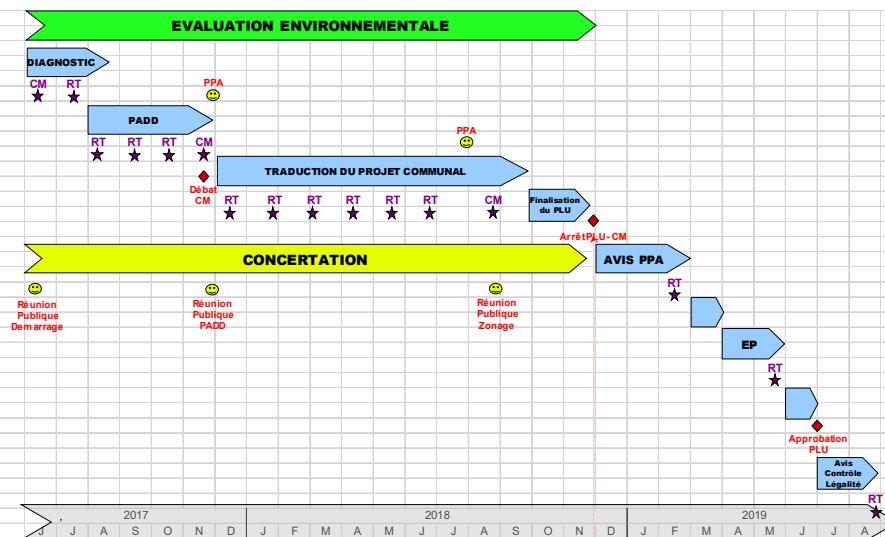 EVALUATION ENVIRONNEMENTALE
DIAGNOSTIC
CM RT
PPA
PADD
RT RT RT CM
PPA
Débat
CM
TRADUCTION DU PROJET COMMUNAL
RT RT RT RT RT RT CM
Finalisation
du PLU
Arrêt PLU-CM
CONCERTATION
AVIS PPA
Réunion
Publique
Demarrage
Réunion
Publique
PADD
Réunion
Publique
Zonage
RT
EP
RT
Approbation
PLU
Avis
Contrôle
Légalité
RT
2017 2018 2019
J J A S O N D J F M A M J J A S O N D J F M A M J J A